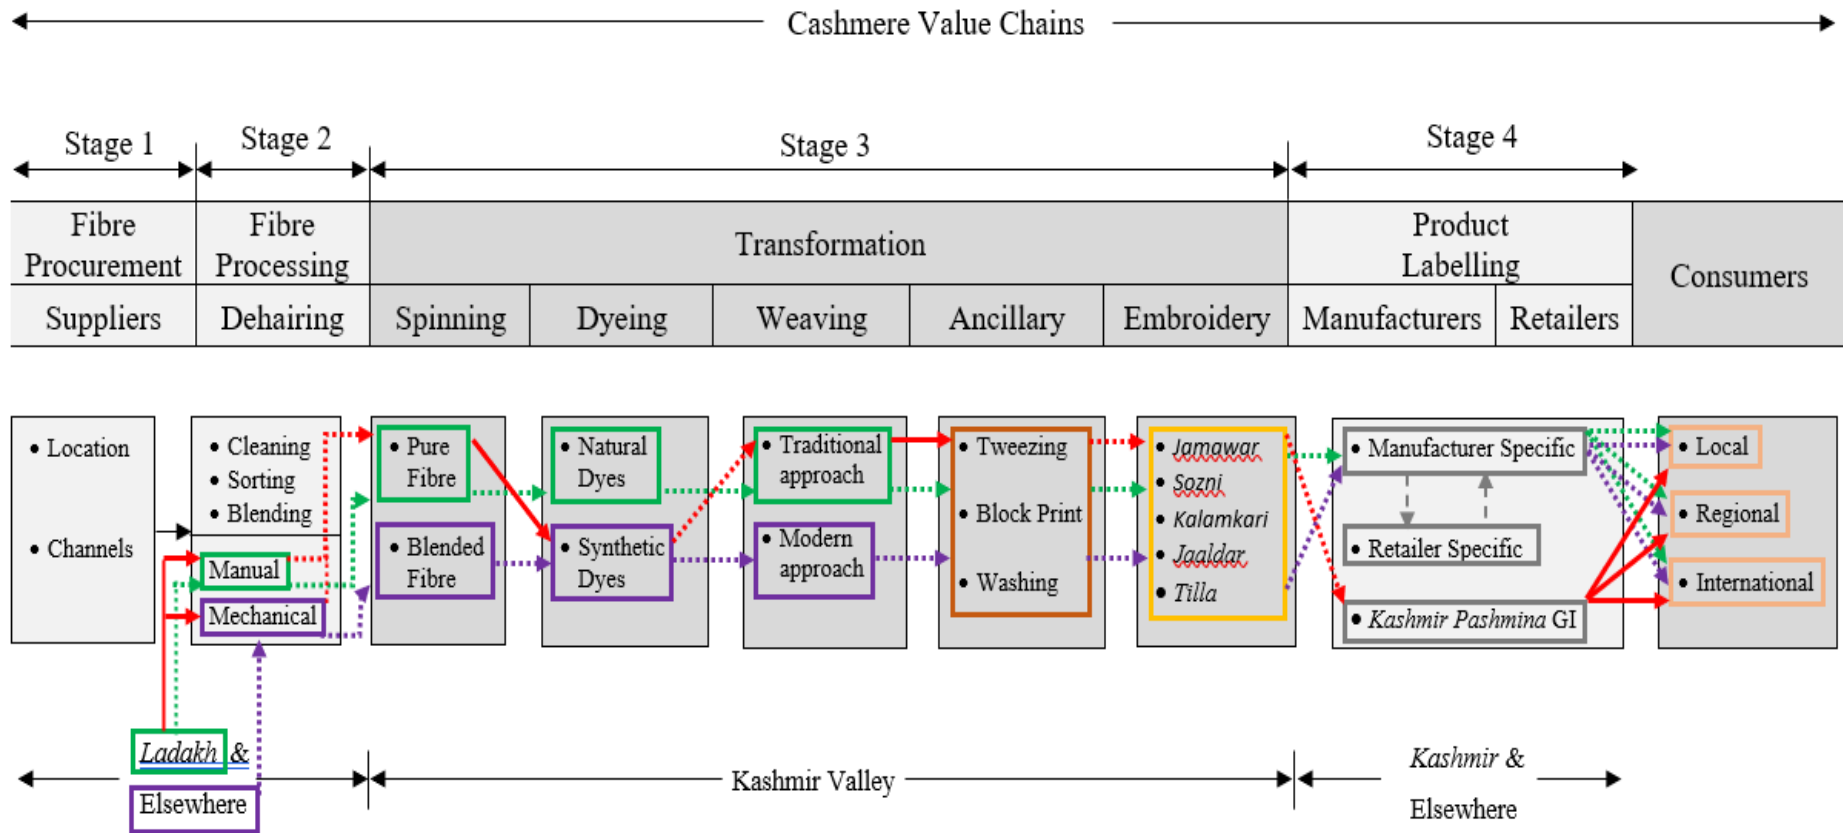 Cashmere Value Chains
Stage 1
Stage 2
Stage 3
Stage 4
Fibre
Procurement
Fibre
Processing
Transformation
Product
Labelling
Consumers
Suppliers
Dehairing
Spinning
Dyeing
Weaving
Ancillary
Embroidery
Manufacturers
Retailers
• Location
• Channels
• Cleaning
• Sorting
• Blending
Manual
Mechanical
• Pure
Fibre
• Blended
Fibre
• Natural
Dyes
• Synthetic
Dyes
• Traditional
approach
• Modern
approach
• Tweezing
• Block Print
• Washing
• Jamawar
• Sozni
• Kalamkari
• Jaaldar
• Tilla
• Manufacturer Specific
• Retailer Specific
• Kashmir Pashmina GI
• Local
• Regional
• International
Ladakh &
Elsewhere
Kashmir Valley
Kashmir &
Elsewhere